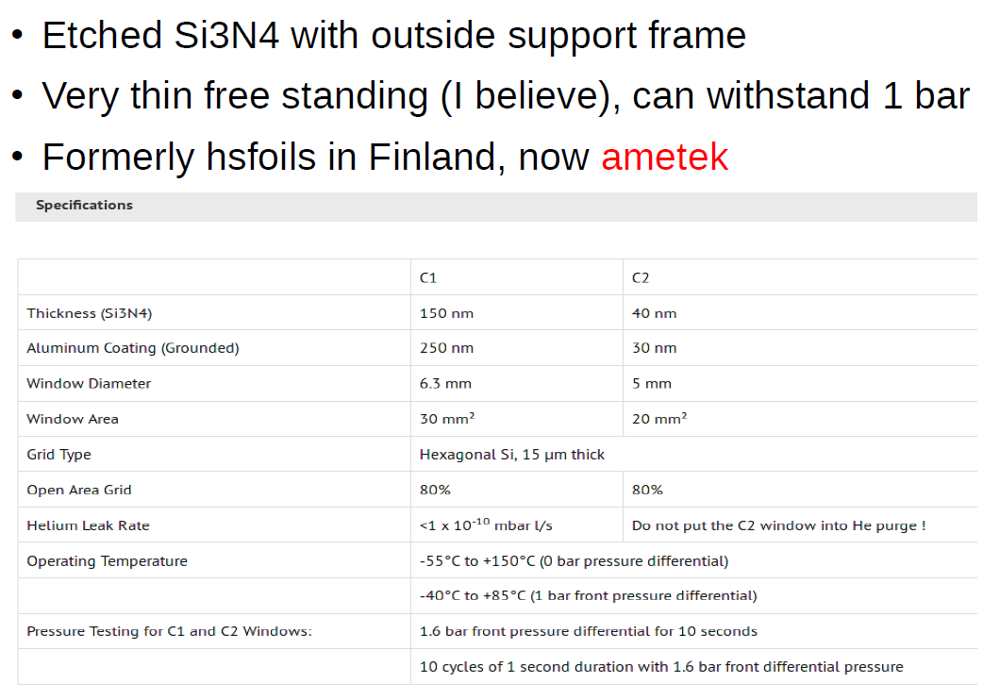 • Etched Si3N4 with outside support frame
• Very thin free standing (I believe), can withstand 1 bar
• Formerly hsfoils in Finland, now ametek
Specifications
C1 C2
Thickness (Si3N4) 150 nm 40 nm
Aluminum Coating (Grounded) 250 nm 30 nm
Window Diameter 6.3 mm 5 mm
Window Area 30 mm² 20 mm²
Grid Type Hexagonal Si, 15 µm thick
Open Area Grid 80% 80%
Helium Leak Rate <1 x 10⁻¹⁰ mbar l/s Do not put the C2 window into He purge !
Operating Temperature -55°C to +150°C (0 bar pressure differential)
-40°C to +85°C (1 bar front pressure differential)
Pressure Testing for C1 and C2 Windows: 1.6 bar front pressure differential for 10 seconds
10 cycles of 1 second duration with 1.6 bar front differential pressure